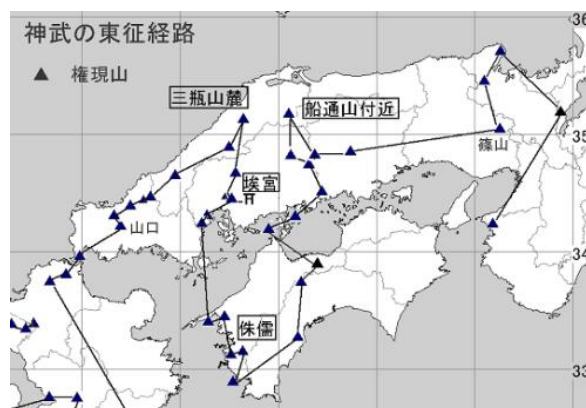 神武の東征経路
▲ 権現山
三瓶山麓
船通山付近
埃宮
篠山
山口
侏儒
36
35
34
33